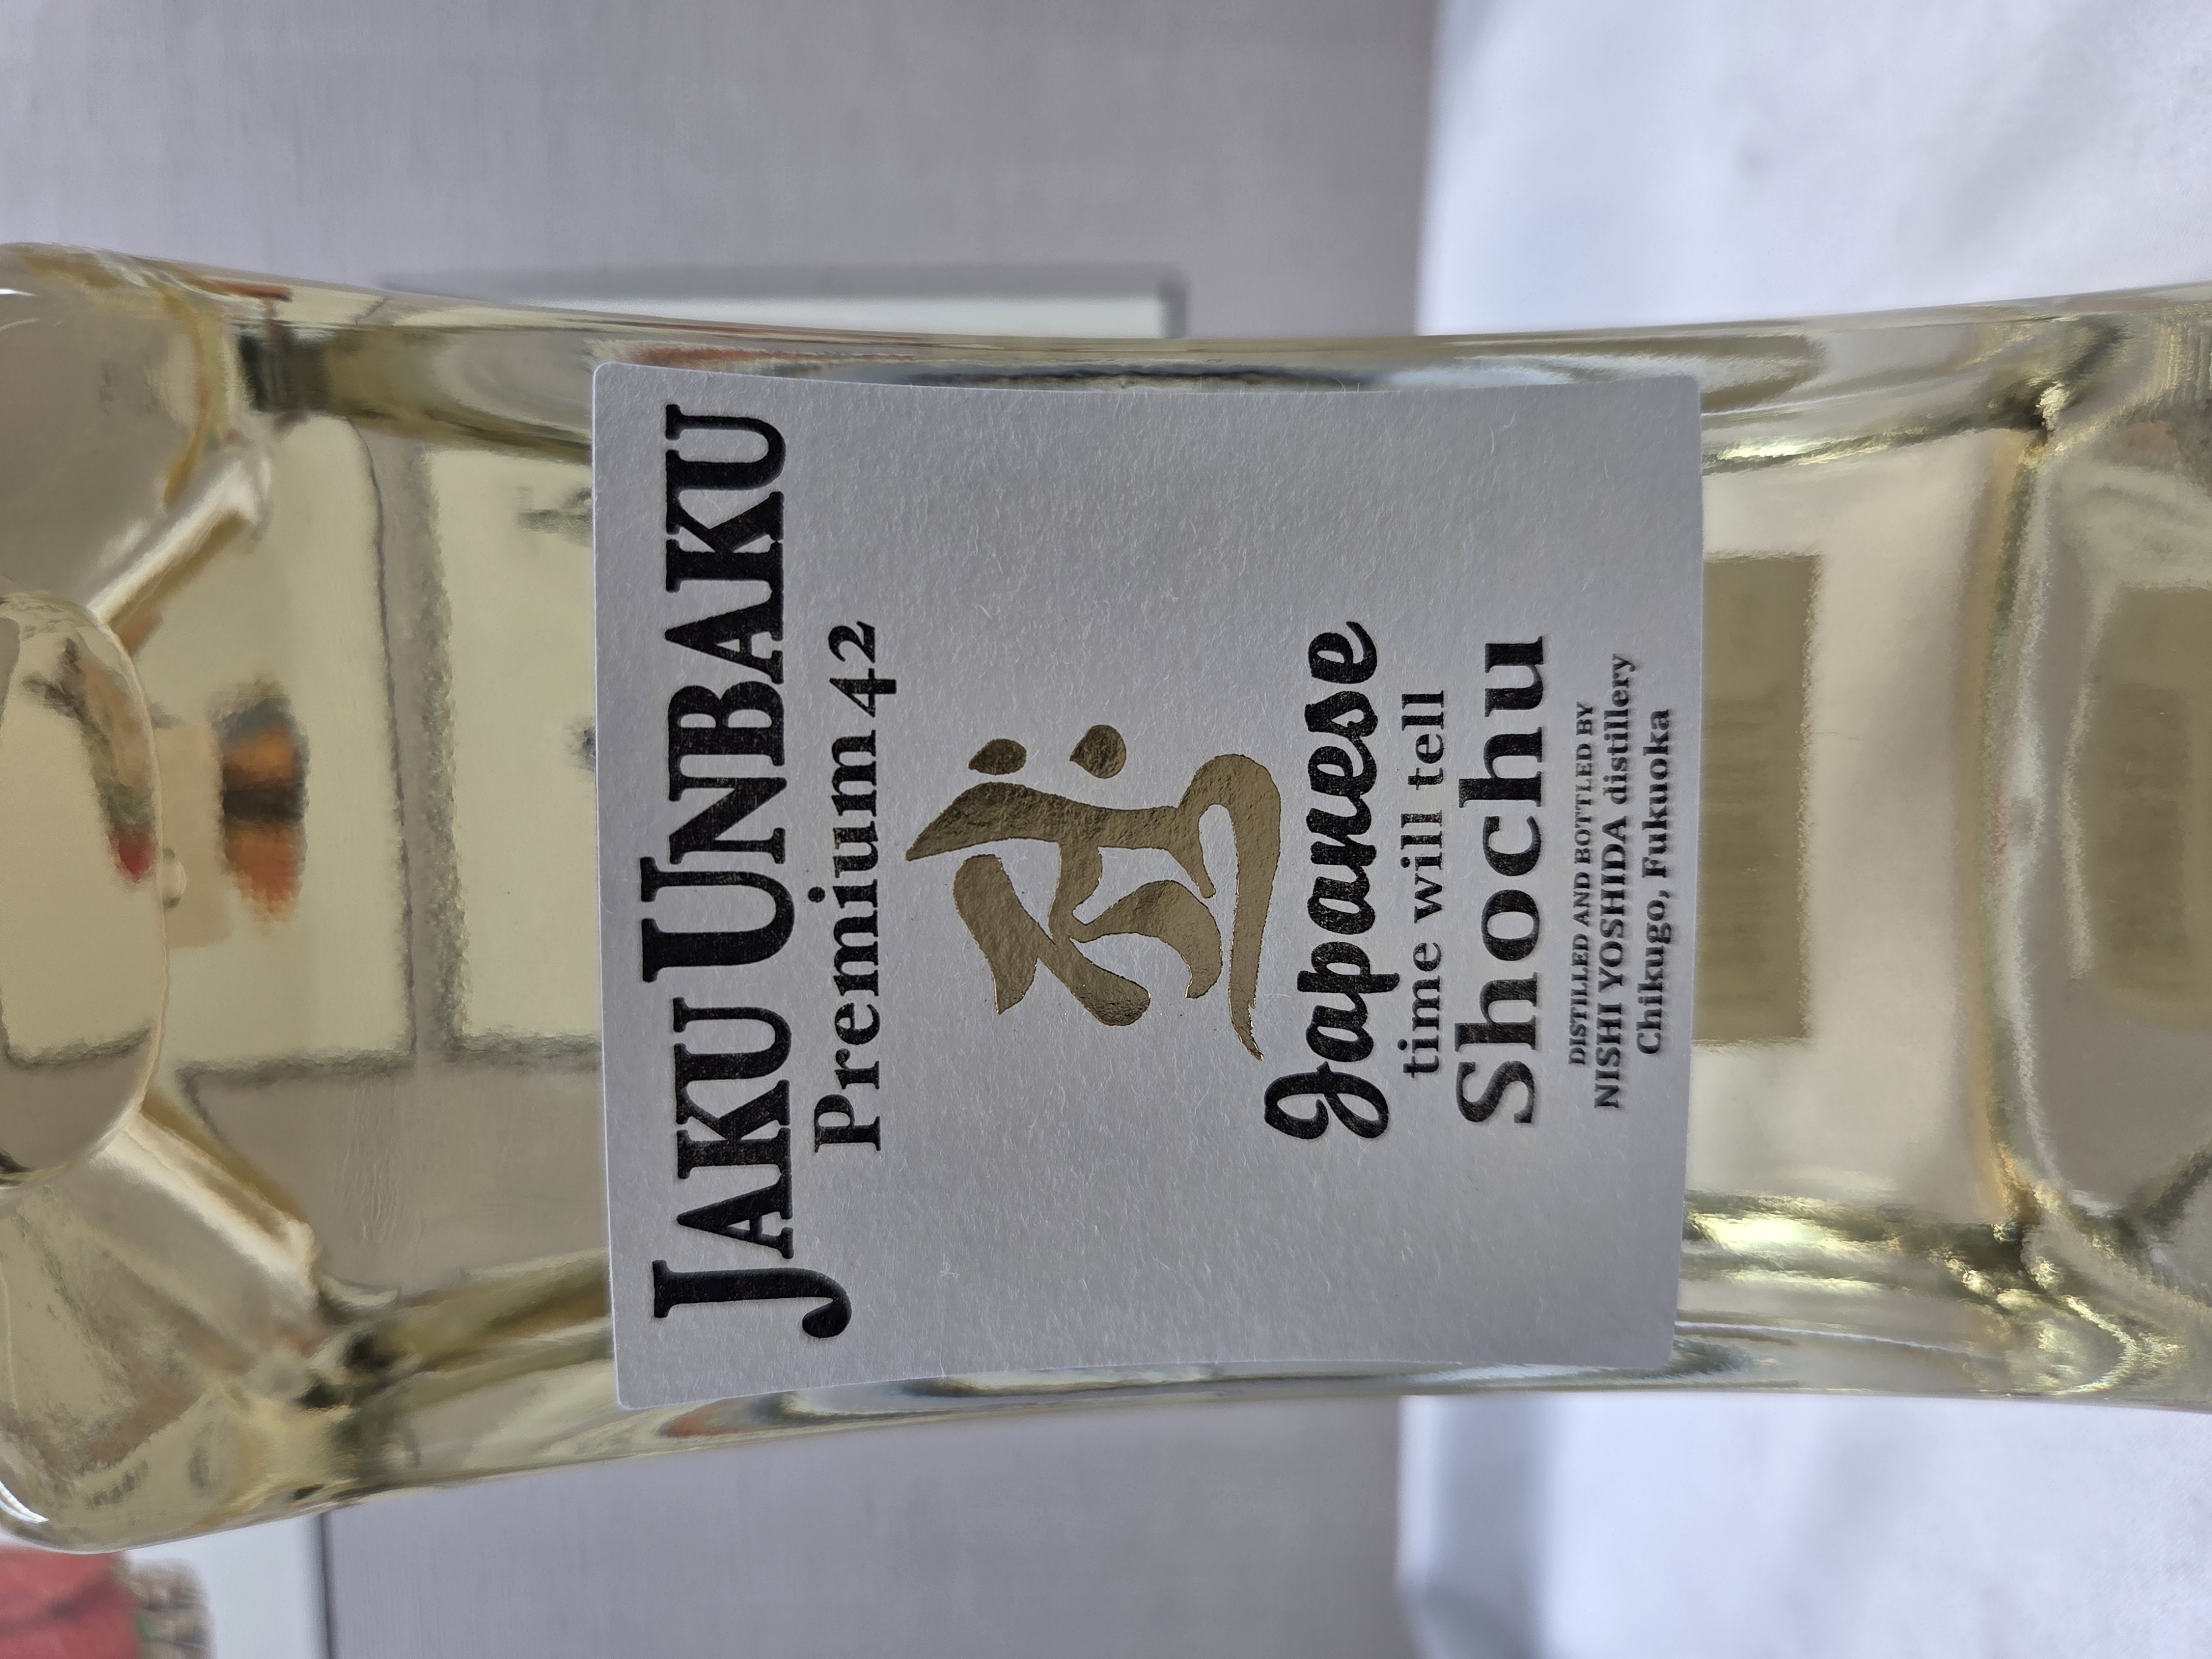 JAKU UNBAKU
Premium 42
Japanese
time will tell
Shochu
DISTILLED AND BOTTLED BY
NISHI YOSHIDA distillery
Chikugo, Fukuoka